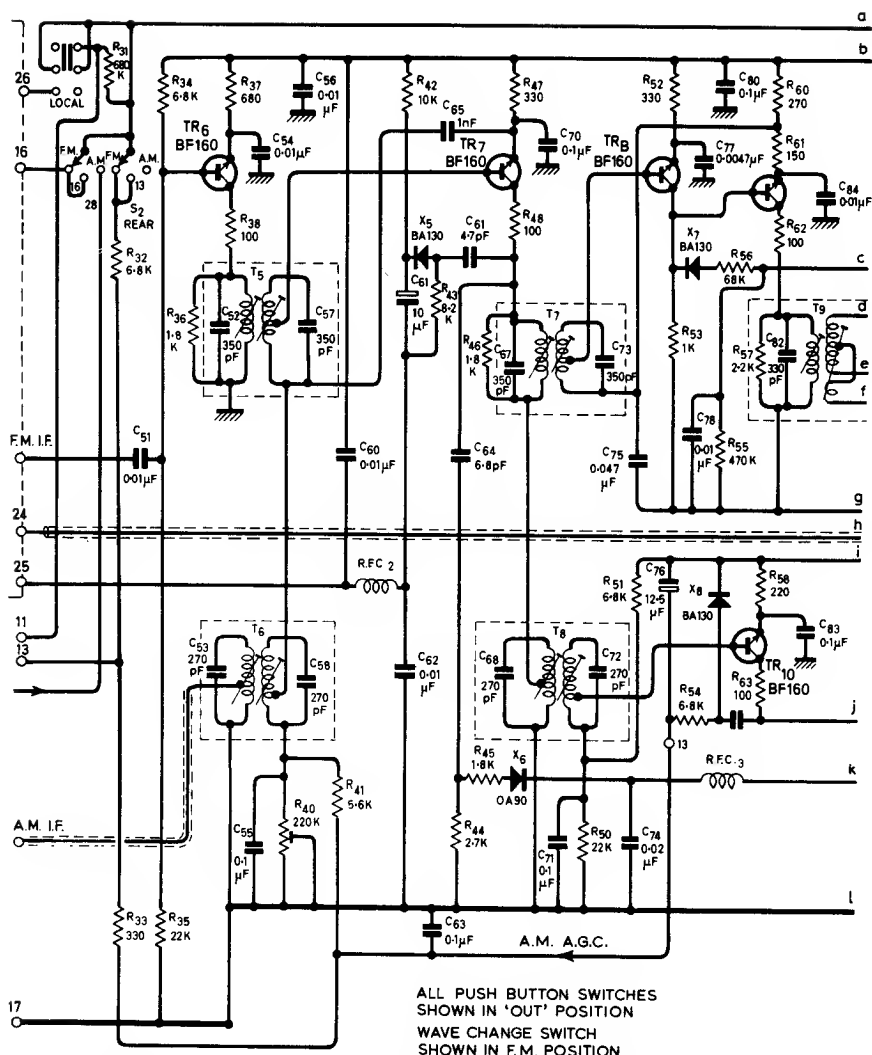 a
b
R31
680
K
26
LOCAL
16
F.M.
A.M.
F.M.
A.M.
16
28
13
S2
REAR
R32
6.8K
R34
6.8K
R37
680
C56
0.01
μF
TR6
BF160
C54
0.01μF
R38
100
R42
10K
C65
1nF
R47
330
TR7
BF160
C70
0.1μF
R48
100
X5
BA130
C61
4.7pF
C61
10
μF
R43
8.2
K
R52
330
C80
0.1μF
R60
270
TR8
BF160
C77
0.0047μF
R61
150
C84
0.01μF
R62
100
X7
BA130
R56
68K
c
T5
R36
1.8
K
C52
350
pF
C57
350
pF
T7
R46
1.8
K
C67
350
pF
C73
350pF
R53
1K
T9
d
R57
2.2K
C82
330
pF
e
f
F.M. I.F.
C51
0.01μF
C60
0.01μF
C64
6.8pF
C75
0.047
μF
C78
0.01
μF
R55
470K
g
24
h
25
R.F.C.2
i
R51
6.8K
C76
12.5
μF
X8
BA130
R58
220
C83
0.1μF
TR10
BF160
R63
100
11
13
T6
C53
270
pF
C58
270
pF
C62
0.01
μF
T8
C68
270
pF
C72
270
pF
R54
6.8K
j
13
R45
1.8K
X6
OA90
R.F.C.3
k
A.M. I.F.
C55
0.1
μF
R40
220K
R41
5.6K
R44
2.7K
C71
0.1
μF
R50
22K
C74
0.02
μF
l
R33
330
R35
22K
C63
0.1μF
A.M. A.G.C.
17
ALL PUSH BUTTON SWITCHES
SHOWN IN 'OUT' POSITION
WAVE CHANGE SWITCH
SHOWN IN F.M. POSITION